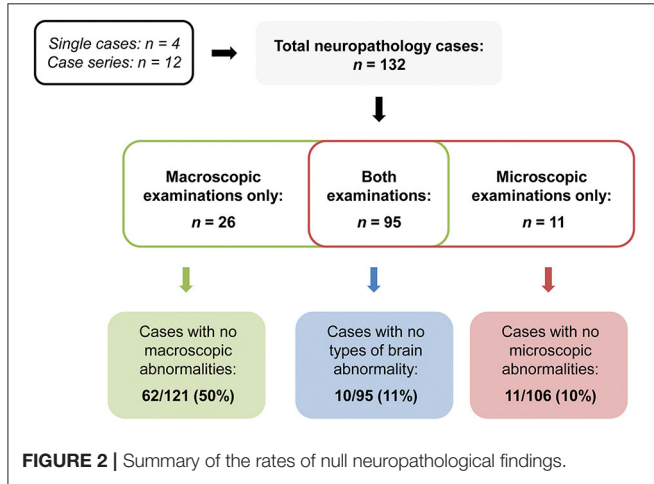 Single cases: n = 4
Case series: n = 12
Total neuropathology cases:
n = 132
Macroscopic
examinations only:
n = 26
Both
examinations:
n = 95
Microscopic
examinations only:
n = 11
Cases with no
macroscopic
abnormalities:
62/121 (50%)
Cases with no
types of brain
abnormality:
10/95 (11%)
Cases with no
microscopic
abnormalities:
11/106 (10%)
FIGURE 2 | Summary of the rates of null neuropathological findings.